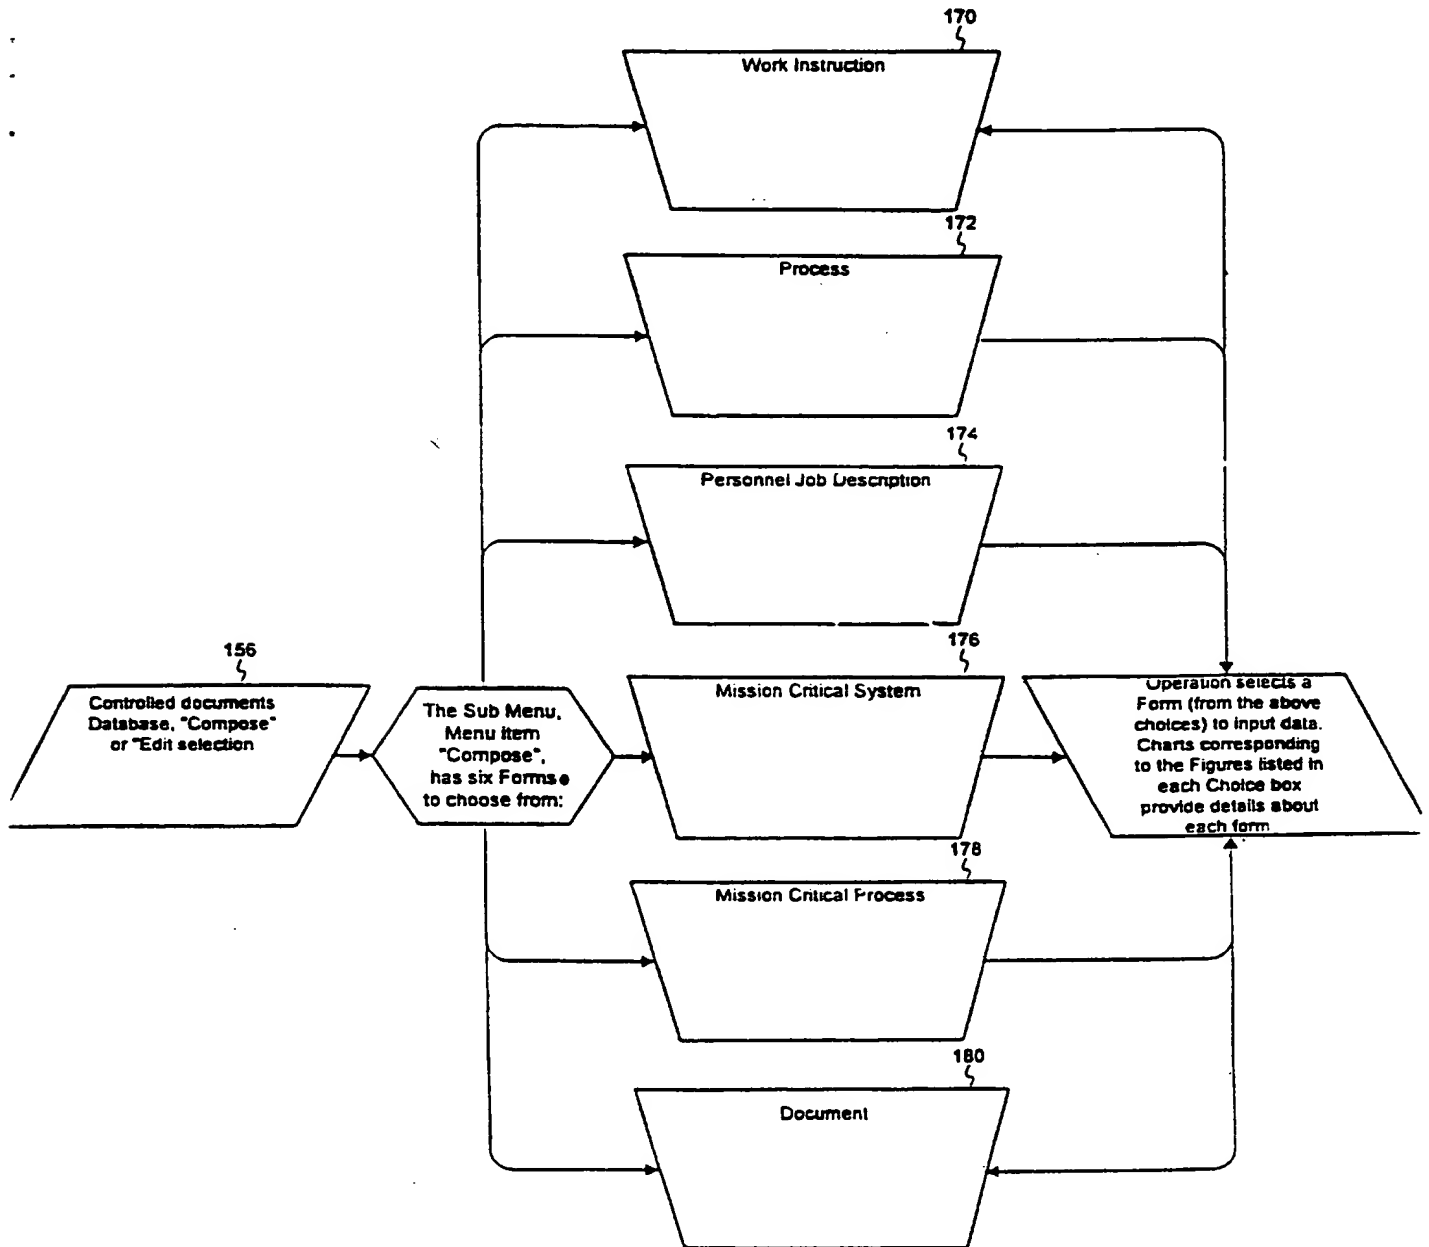 170
Work Instruction
172
Process
174
Personnel Job Description
156
Controlled documents
Database, "Compose"
or "Edit selection
The Sub Menu,
Menu Item
"Compose",
has six Forms
to choose from:
176
Mission Critical System
Operation selects a
Form (from the above
choices) to input data.
Charts corresponding
to the Figures listed in
each Choice box
provide details about
each form
178
Mission Critical Process
180
Document